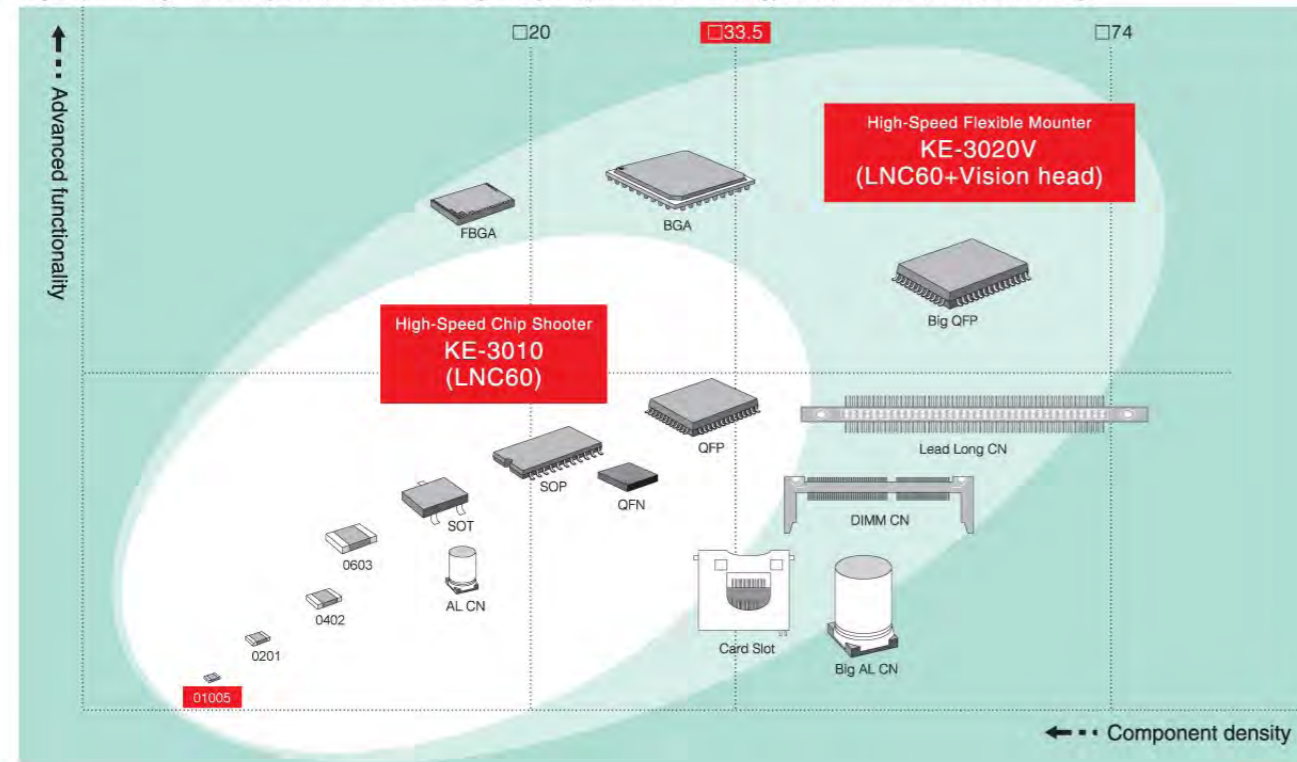 □20
□33.5
□74
Advanced functionality
High-Speed Flexible Mounter
KE-3020V
(LNC60+Vision head)
FBGA
BGA
Big QFP
High-Speed Chip Shooter
KE-3010
(LNC60)
QFP
Lead Long CN
SOP
QFN
DIMM CN
SOT
0603
AL CN
0402
Card Slot
Big AL CN
0201
01005
Component density